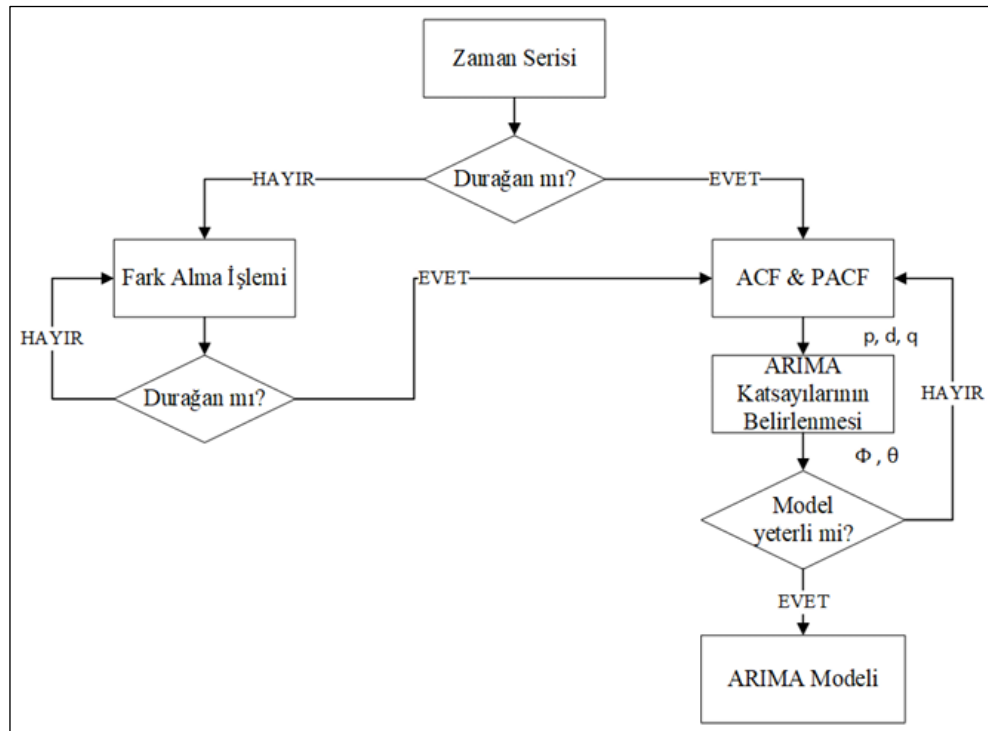 Zaman Serisi
Durağan mı?
HAYIR
EVET
Fark Alma İşlemi
EVET
ACF & PACF
HAYIR
p, d, q
Durağan mı?
ARIMA
Katsayılarının
Belirlenmesi
HAYIR
Φ , θ
Model
yeterli mi?
EVET
ARIMA Modeli